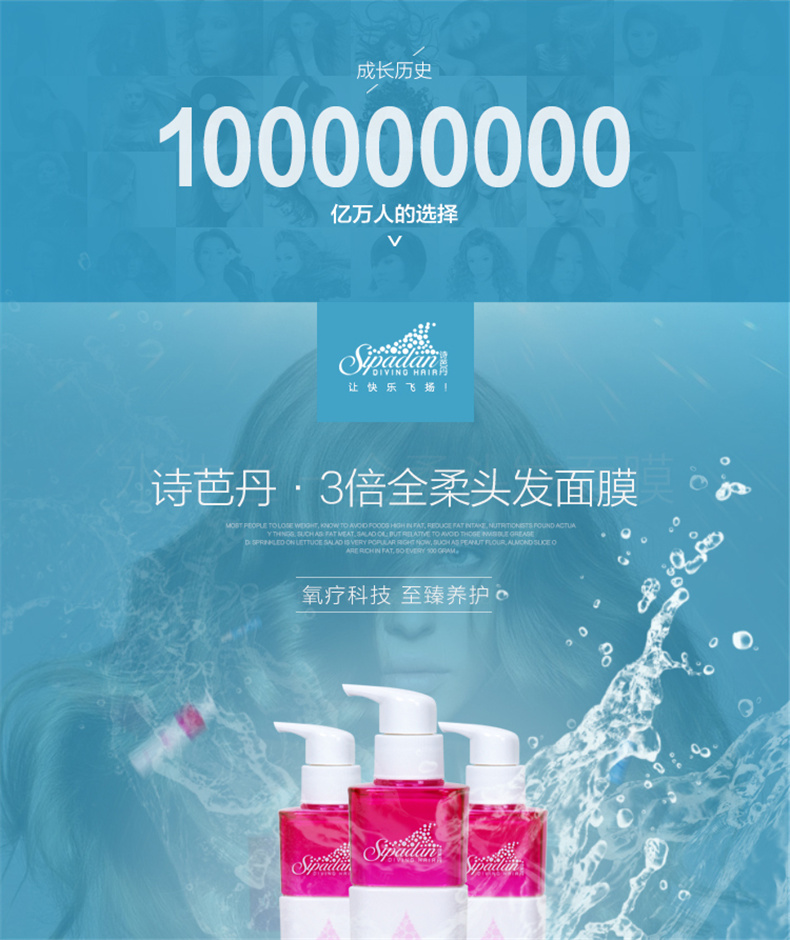 成长历史
100000000
亿万人的选择
Sipadan
诗芭丹
DIVING HAIR
让快乐飞扬!
诗芭丹·3倍全柔头发面膜
MOST PEOPLE TO LOSE WEIGHT, KNOW TO AVOID FOODS HIGH IN FAT, REDUCE FAT INTAKE, NUTRITIONISTS FOUND ACTUA
Y THINGS, SUCH AS: FAT MEAT, SALAD OIL, BUT RELATIVE TO AVOID THOSE INVISIBLE GREASE
D: SPRINKLED ON LETTUCE SALAD IS VERY POPULAR RIGHT NOW, SUCH AS PEANUT FLOUR, ALMOND SLICE O
ARE RICH IN FAT, SO EVERY 100 GRAM。
氧疗科技 至臻养护
Sipadan
DIVING HAIR
Sipadan
DIVING HAIR
Sipadan
DIVING HAIR